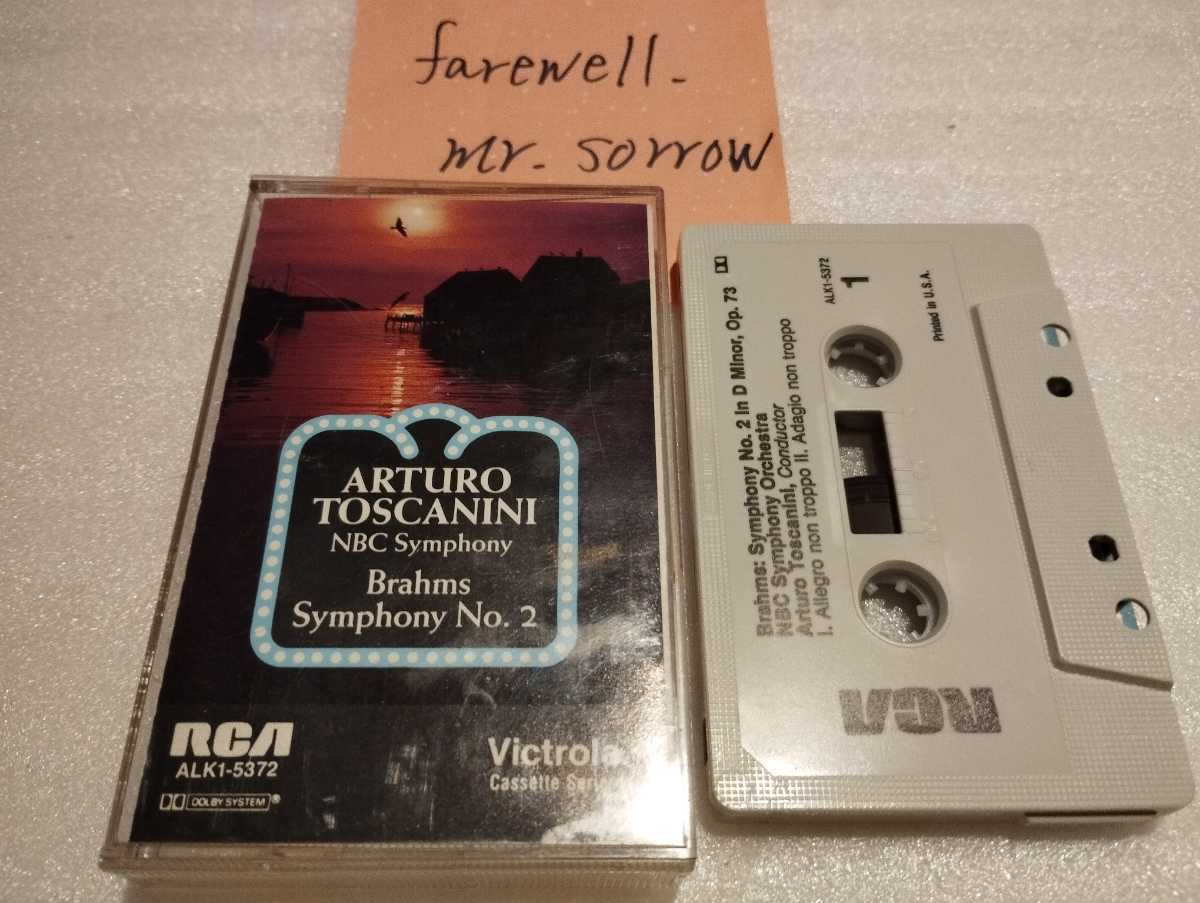 farewell.
mr. sorrow
ARTURO
TOSCANINI
NBC Symphony
Brahms
Symphony No. 2
RCA
ALK1-5372
DOLBY SYSTEM®
Victrola
Cassette
Brahms: Symphony No. 2 In D Minor, Op. 73
NBC Symphony Orchestra
Arturo Toscanini, Conductor
I. Allegro non troppo II. Adagio non troppo
ALK1-5372
1
Printed in U.S.A.
RCA